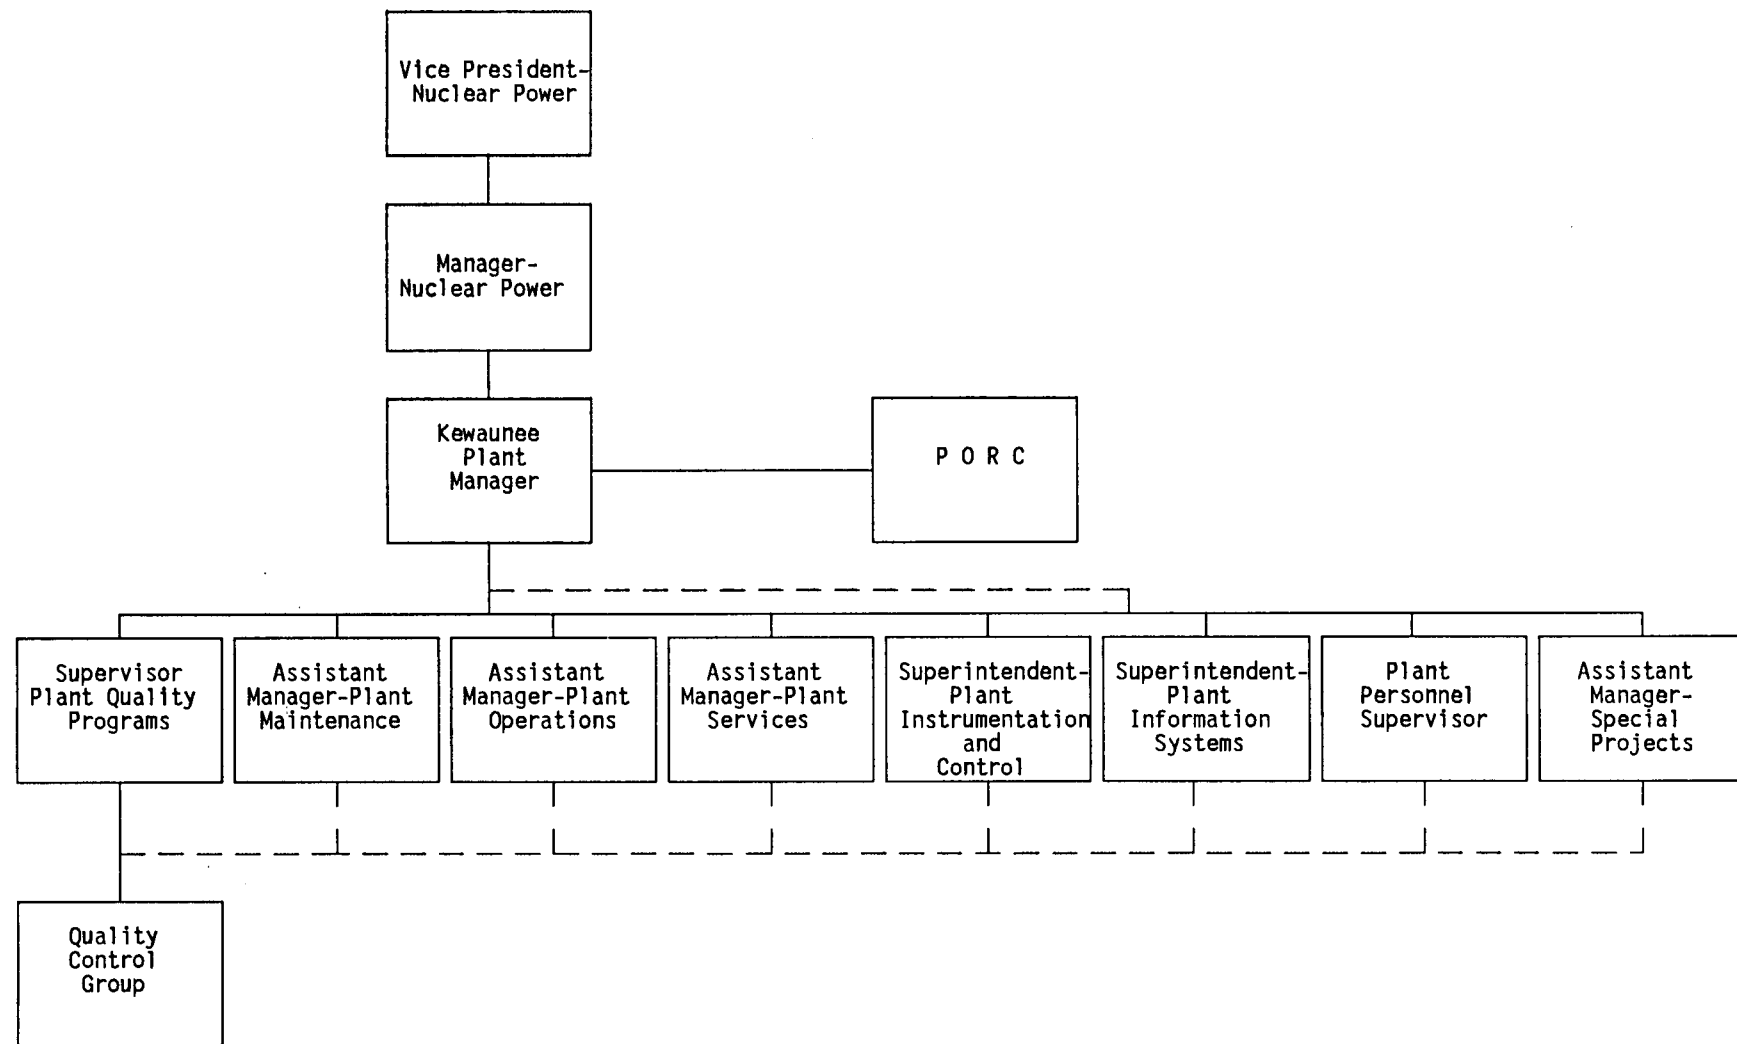 Vice President-
Nuclear Power
Manager-
Nuclear Power
Kewaunee
Plant
Manager
P O R C
Supervisor
Plant Quality
Programs
Assistant
Manager-Plant
Maintenance
Assistant
Manager-Plant
Operations
Assistant
Manager-Plant
Services
Superintendent-
Plant
Instrumentation
and
Control
Superintendent-
Plant
Information
Systems
Plant
Personnel
Supervisor
Assistant
Manager-
Special
Projects
Quality
Control
Group